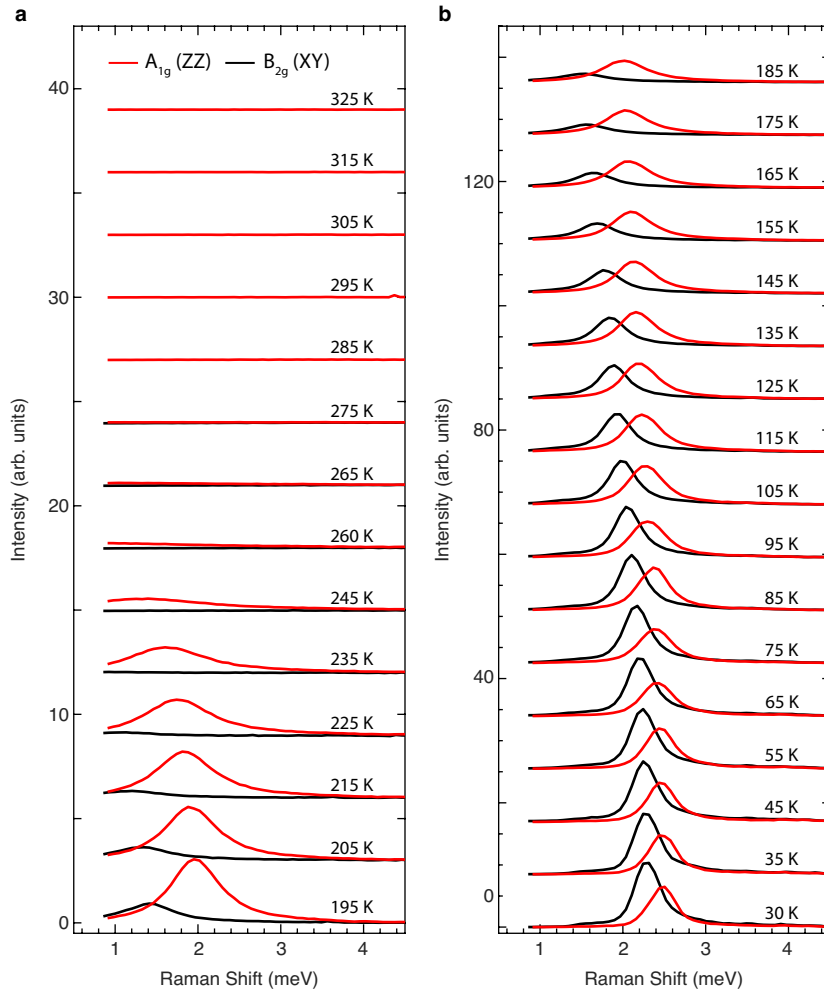 a
A1g (ZZ)
B2g (XY)
40
30
20
10
0
Intensity (arb. units)
325 K
315 K
305 K
295 K
285 K
275 K
265 K
260 K
245 K
235 K
225 K
215 K
205 K
195 K
1 2 3 4
Raman Shift (meV)
b
120
80
40
0
Intensity (arb. units)
185 K
175 K
165 K
155 K
145 K
135 K
125 K
115 K
105 K
95 K
85 K
75 K
65 K
55 K
45 K
35 K
30 K
1 2 3 4
Raman Shift (meV)